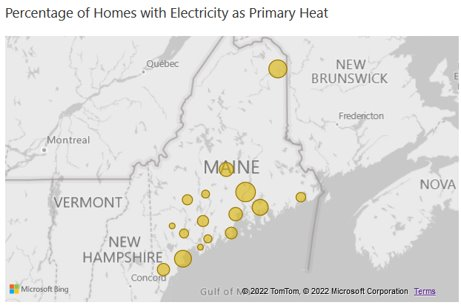 Percentage of Homes with Electricity as Primary Heat
Québec
NEW
BRUNSWICK
Fredericton
Montreal
MAINE
NOVA
VERMONT
NEW
HAMPSHIRE
Concord
Microsoft Bing
Gulf of
© 2022 TomTom, © 2022 Microsoft Corporation Terms